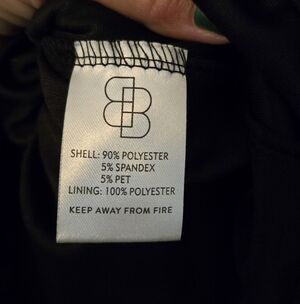 SHELL: 90% POLYESTER
5% SPANDEX
5% PET
LINING: 100% POLYESTER
KEEP AWAY FROM FIRE